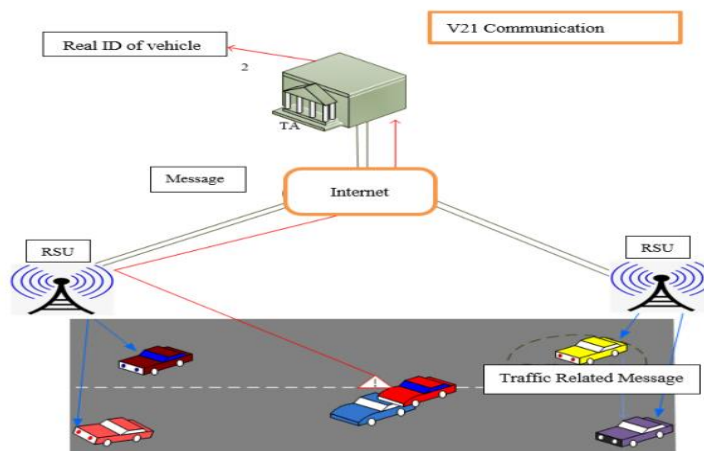 V21 Communication
Real ID of vehicle
2
TA
Message
Internet
RSU
RSU
Traffic Related Message